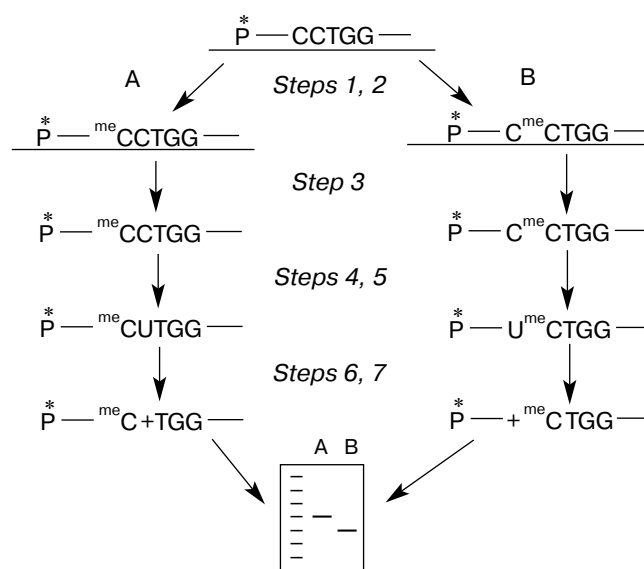 *
P — CCTGG —
A
Steps 1, 2
B
*
P — meCCTGG —
*
P — CmeCTGG —
Step 3
*
P — meCCTGG —
*
P — CmeCTGG —
Steps 4, 5
*
P — meCUTGG —
*
P — UmeCTGG —
Steps 6, 7
*
P — meC+TGG —
*
P — + meCTGG —
A B